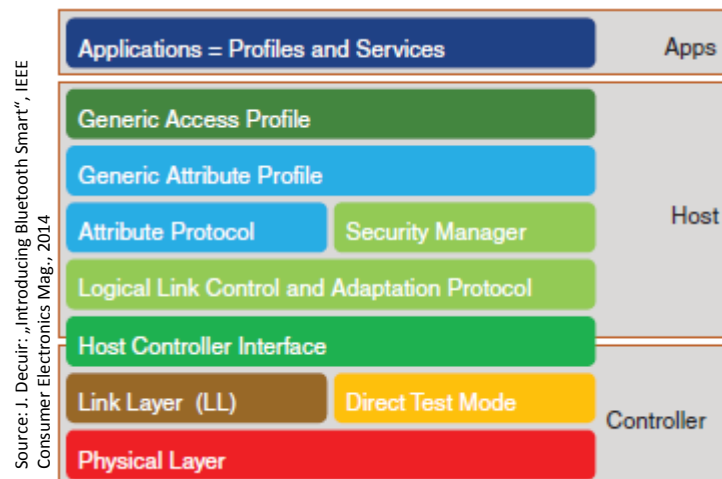 Source: J. Decuir: „Introducing Bluetooth Smart“, IEEE
Consumer Electronics Mag., 2014
Applications = Profiles and Services
Apps
Generic Access Profile
Generic Attribute Profile
Attribute Protocol
Security Manager
Host
Logical Link Control and Adaptation Protocol
Host Controller Interface
Link Layer (LL)
Direct Test Mode
Controller
Physical Layer